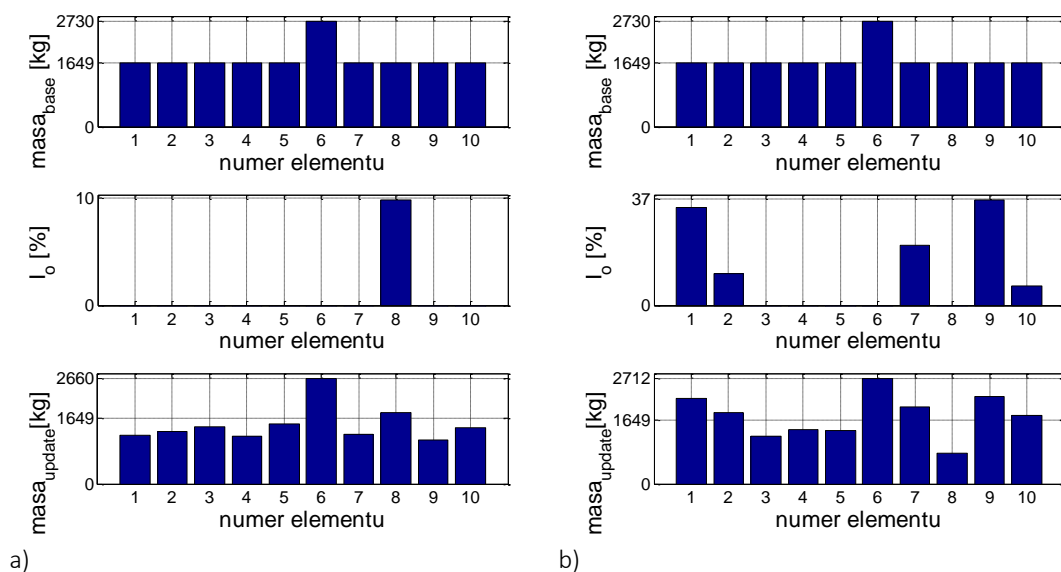 2730
1649
0
masa_base [kg]
1 2 3 4 5 6 7 8 9 10
numer elementu
10
0
I_o [%]
1 2 3 4 5 6 7 8 9 10
numer elementu
2660
1649
0
masa_update [kg]
1 2 3 4 5 6 7 8 9 10
numer elementu
a)
2730
1649
0
masa_base [kg]
1 2 3 4 5 6 7 8 9 10
numer elementu
37
0
I_o [%]
1 2 3 4 5 6 7 8 9 10
numer elementu
2712
1649
0
masa_update [kg]
1 2 3 4 5 6 7 8 9 10
numer elementu
b)